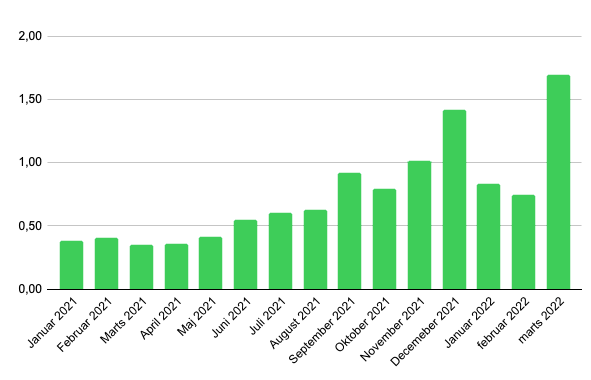 2,00
1,50
1,00
0,50
0,00
Januar 2021
Februar 2021
Marts 2021
April 2021
Maj 2021
Juni 2021
Juli 2021
August 2021
September 2021
Oktober 2021
November 2021
Decemeber 2021
Januar 2022
februar 2022
marts 2022